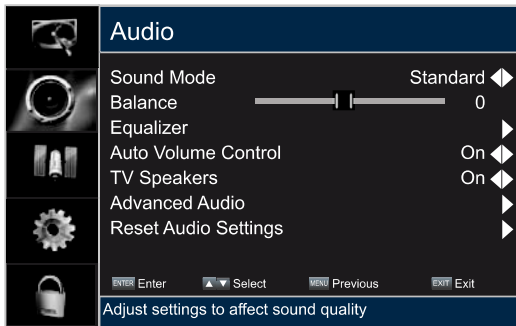 Audio
Sound Mode Standard
Balance 0
Equalizer
Auto Volume Control On
TV Speakers On
Advanced Audio
Reset Audio Settings
ENTER Enter Select MENU Previous EXIT Exit
Adjust settings to affect sound quality